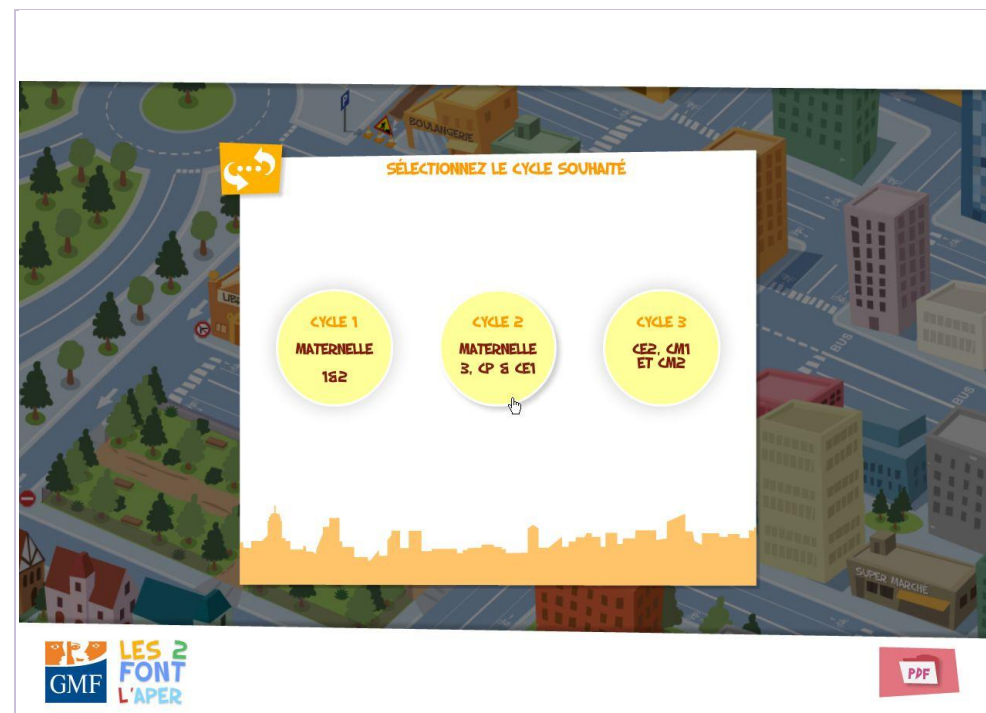 BOULANGERIE
SÉLECTIONNEZ LE CYCLE SOUHAITÉ
CYCLE 1
MATERNELLE
1&2
CYCLE 2
MATERNELLE
3, CP & CE1
CYCLE 3
CE2, CM1
ET CM2
BUS
BUS
SUPER MARCHÉ
GMF
LES 2
FONT
L'APER
PDF